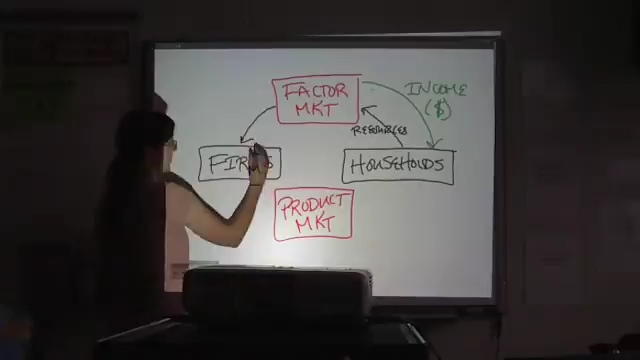 FACTOR
MKT
INCOME
($)
RESOURCES
FIRMS
HOUSEHOLDS
PRODUCT
MKT